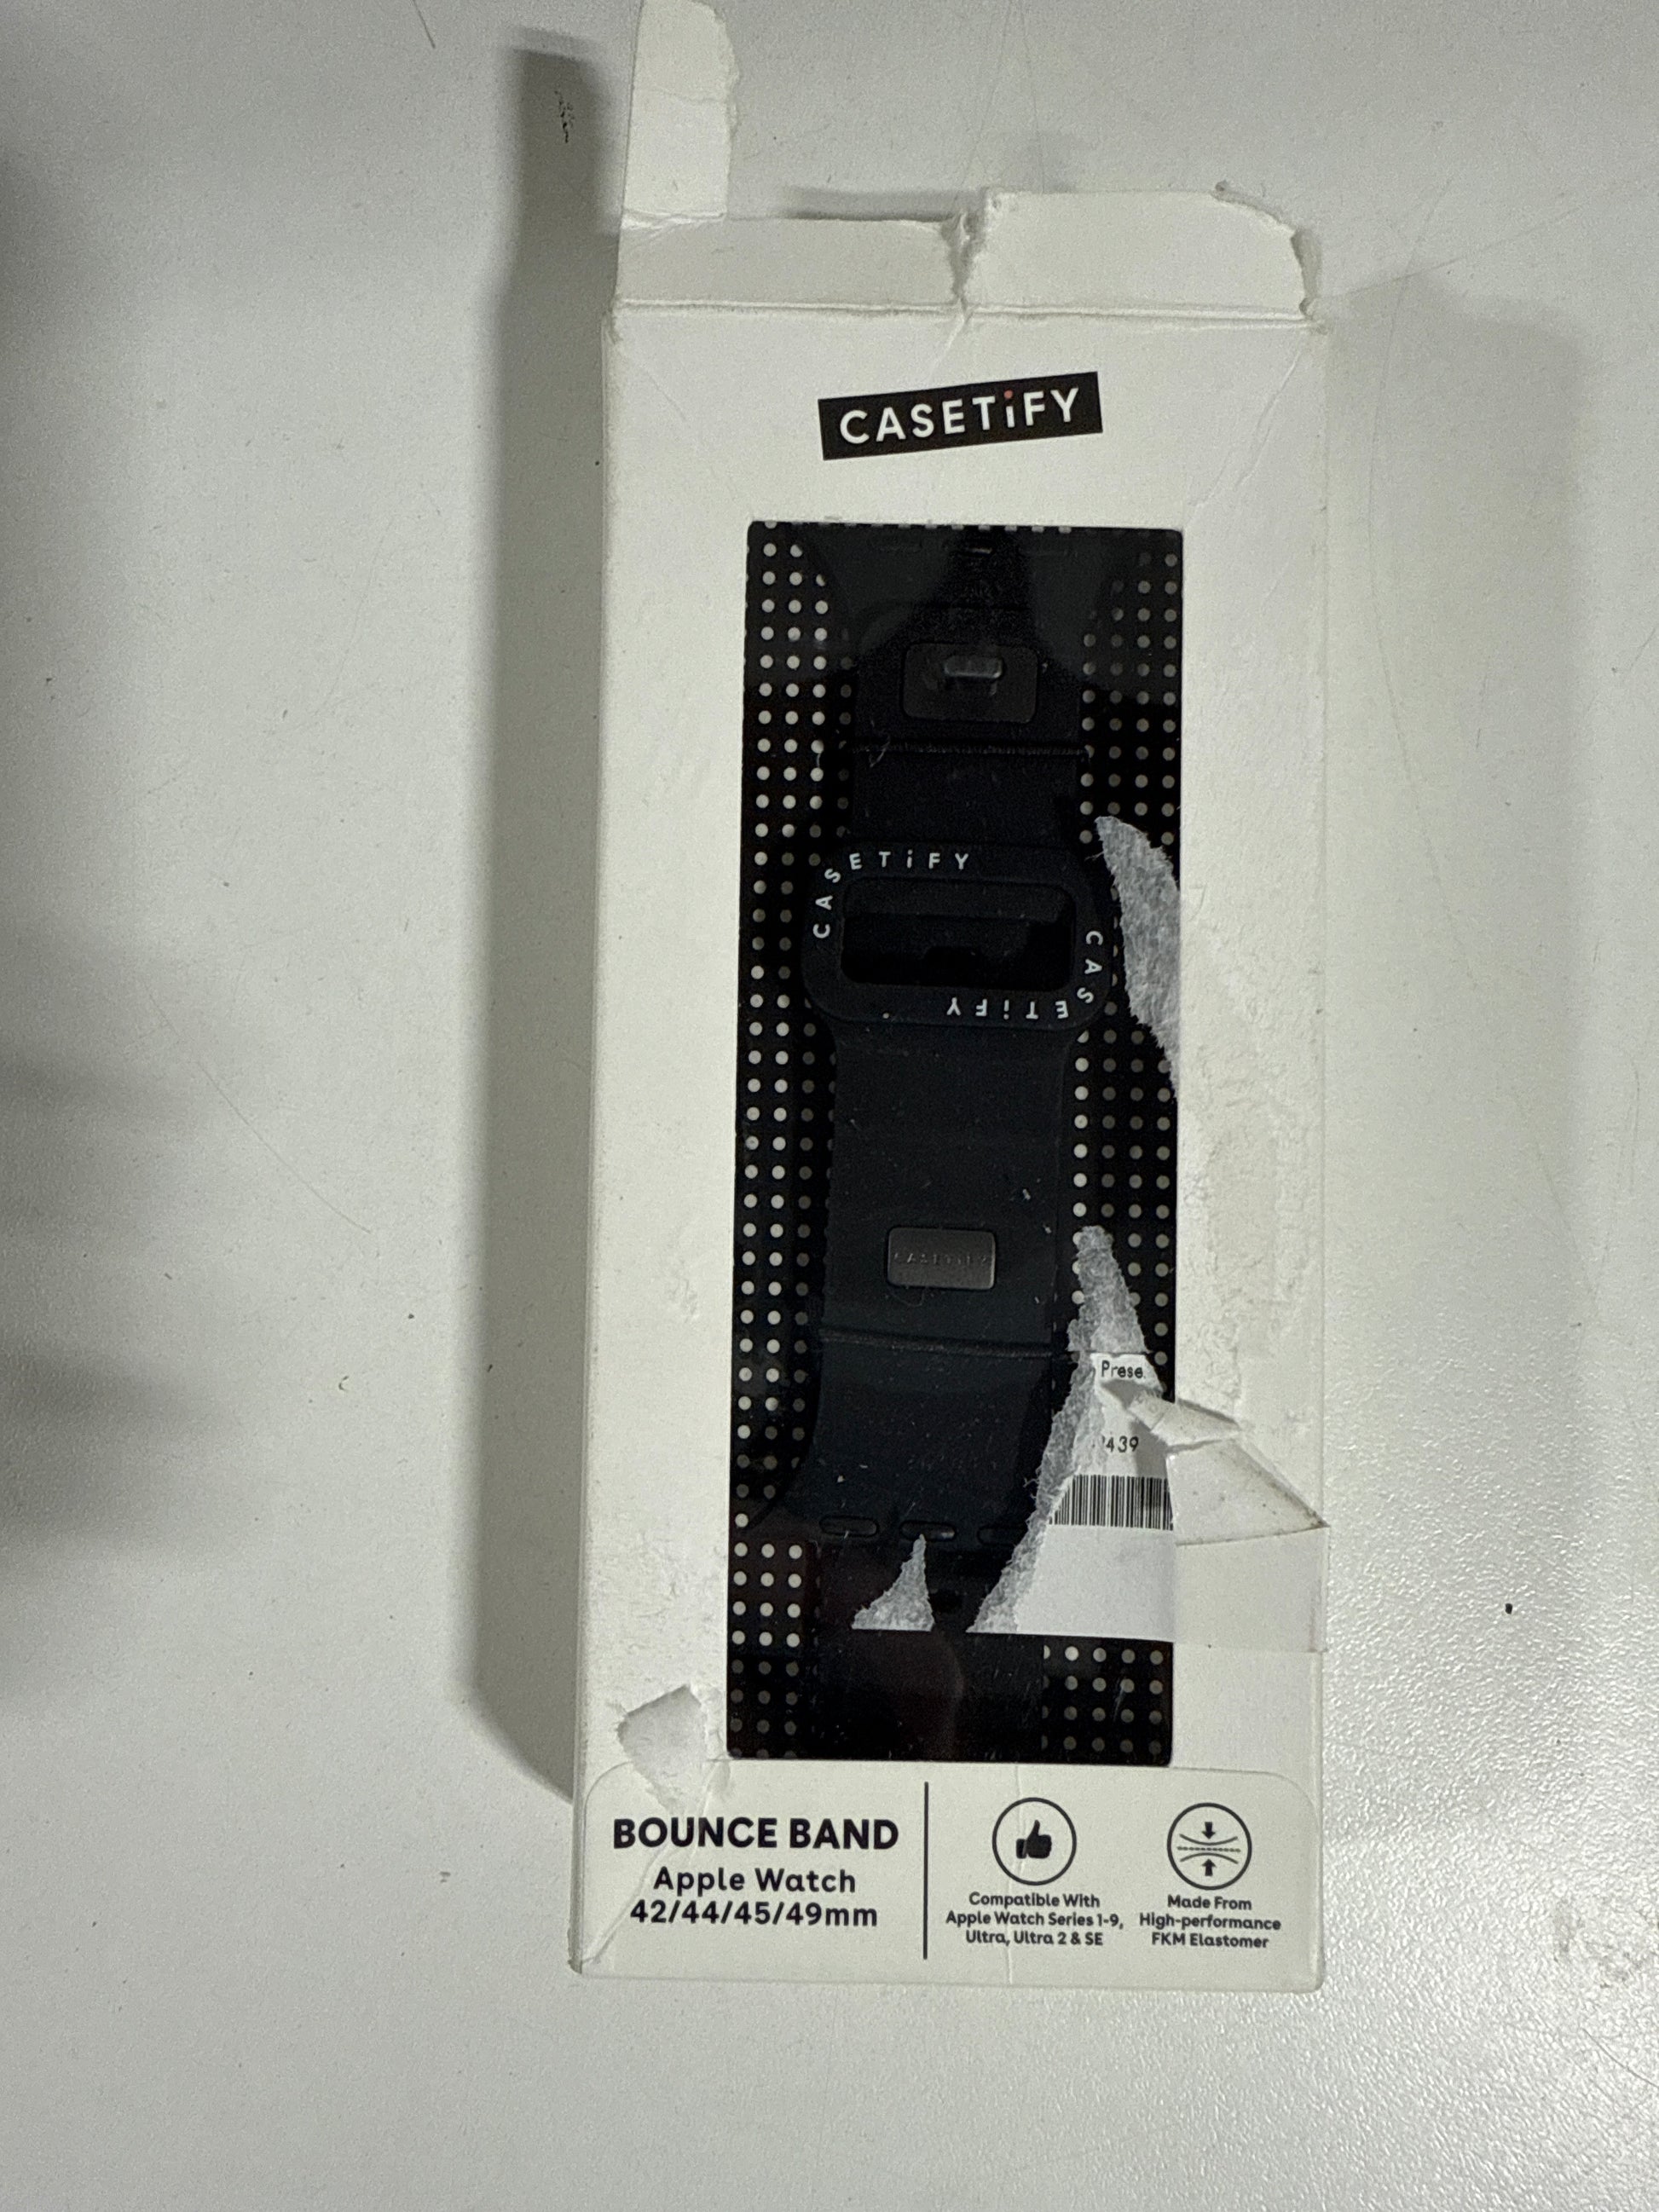 CASETiFY
CASETiFY
CASETiFY
CASETiFY
Prese
439
BOUNCE BAND
Apple Watch
42/44/45/49mm
Compatible With
Apple Watch Series 1-9,
Ultra, Ultra 2 & SE
Made From
High-performance
FKM Elastomer